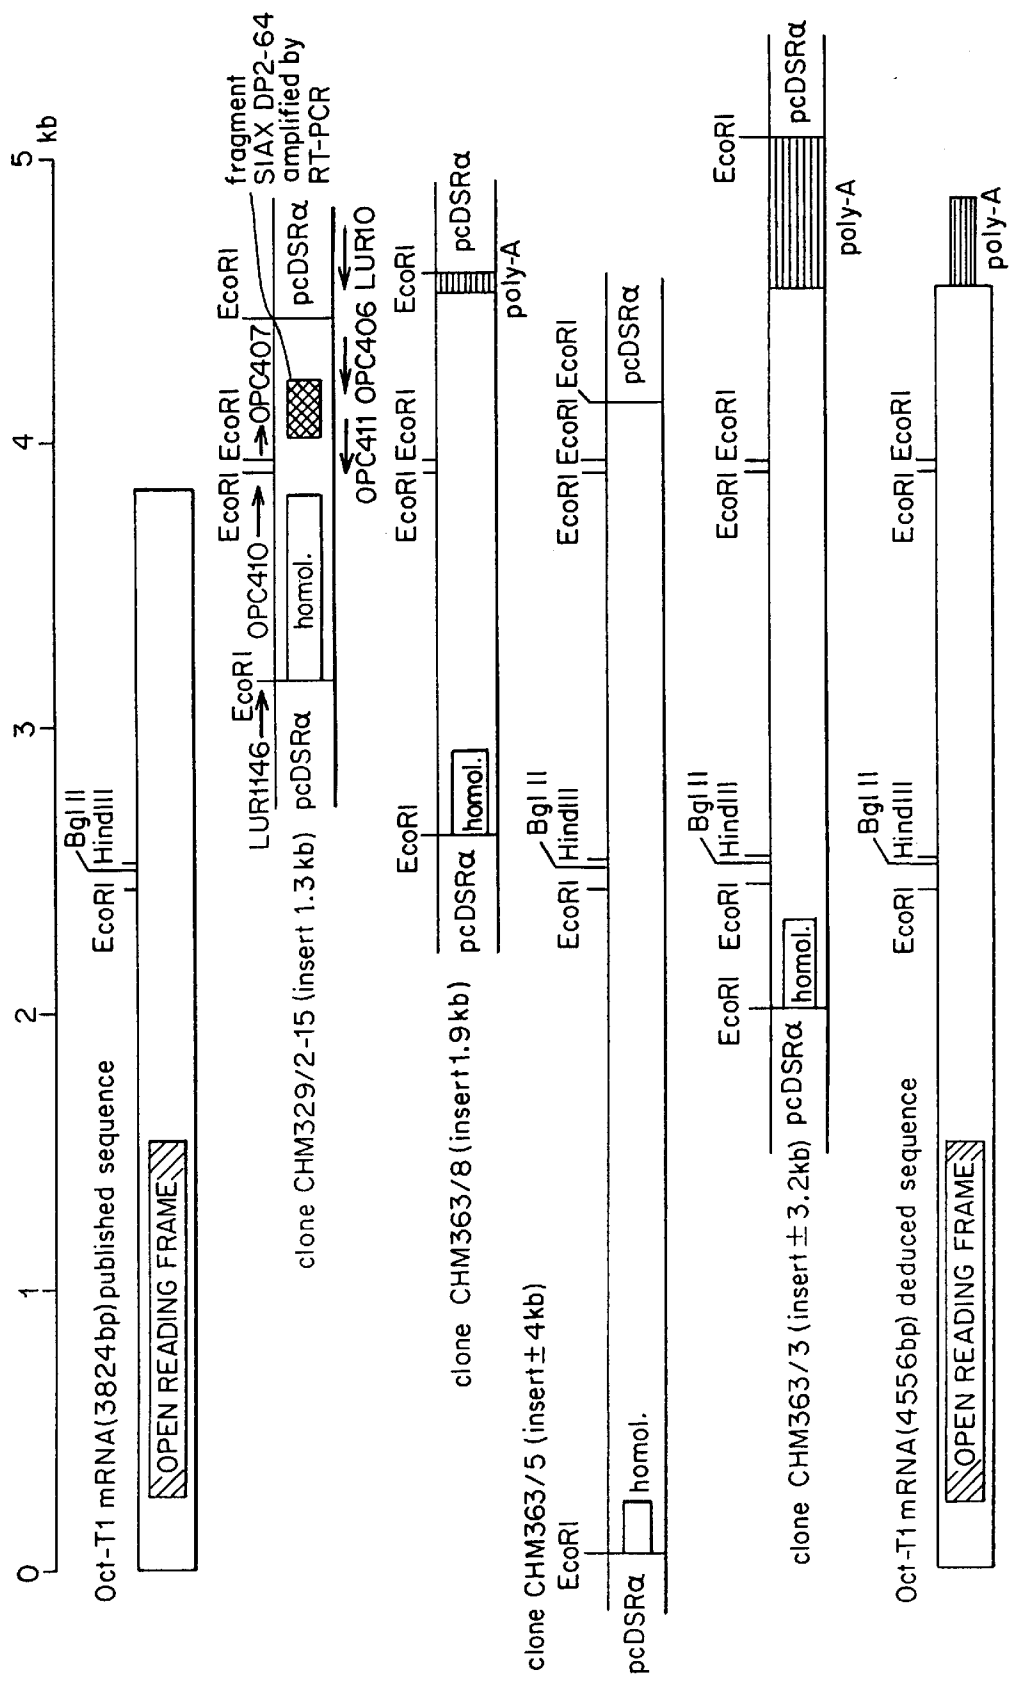 0 1 2 3 4 5 kb
Oct-T1 mRNA (3824bp) published sequence
EcoRI
Bgl II
HindIII
OPEN READING FRAME
fragment
SIAX DP2-64
amplified by
RT-PCR
LUR1146
EcoRI
OPC410
EcoRI
EcoRI
OPC407
EcoRI
pcDSRα
homol.
pcDSRα
OPC411 OPC406 LUR10
clone CHM329/2-15 (insert 1.3 kb)
EcoRI
EcoRI
EcoRI
EcoRI
pcDSRα
homol.
pcDSRα
poly-A
clone CHM363/8 (insert 1.9kb)
clone CHM363/5 (insert ± 4kb)
EcoRI
EcoRI
Bgl II
HindIII
EcoRI
EcoRI
EcoRI
pcDSRα
homol.
pcDSRα
EcoRI
EcoRI
Bgl II
HindIII
EcoRI
EcoRI
EcoRI
clone CHM363/3 (insert ± 3.2kb)
pcDSRα
homol.
pcDSRα
poly-A
Oct-T1 mRNA (4556bp) deduced sequence
EcoRI
Bgl II
HindIII
EcoRI
EcoRI
OPEN READING FRAME
poly-A